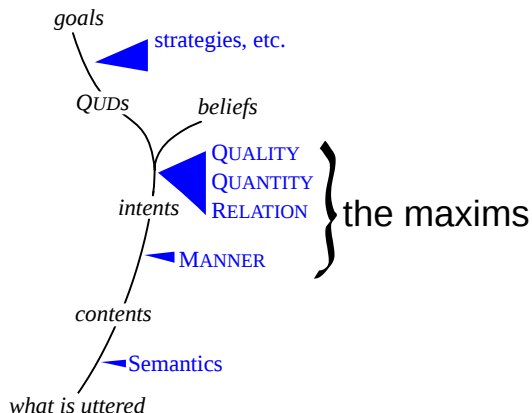 goals
strategies, etc.
QUDs
beliefs
QUALITY
QUANTITY
RELATION
intents
the maxims
MANNER
contents
Semantics
what is uttered